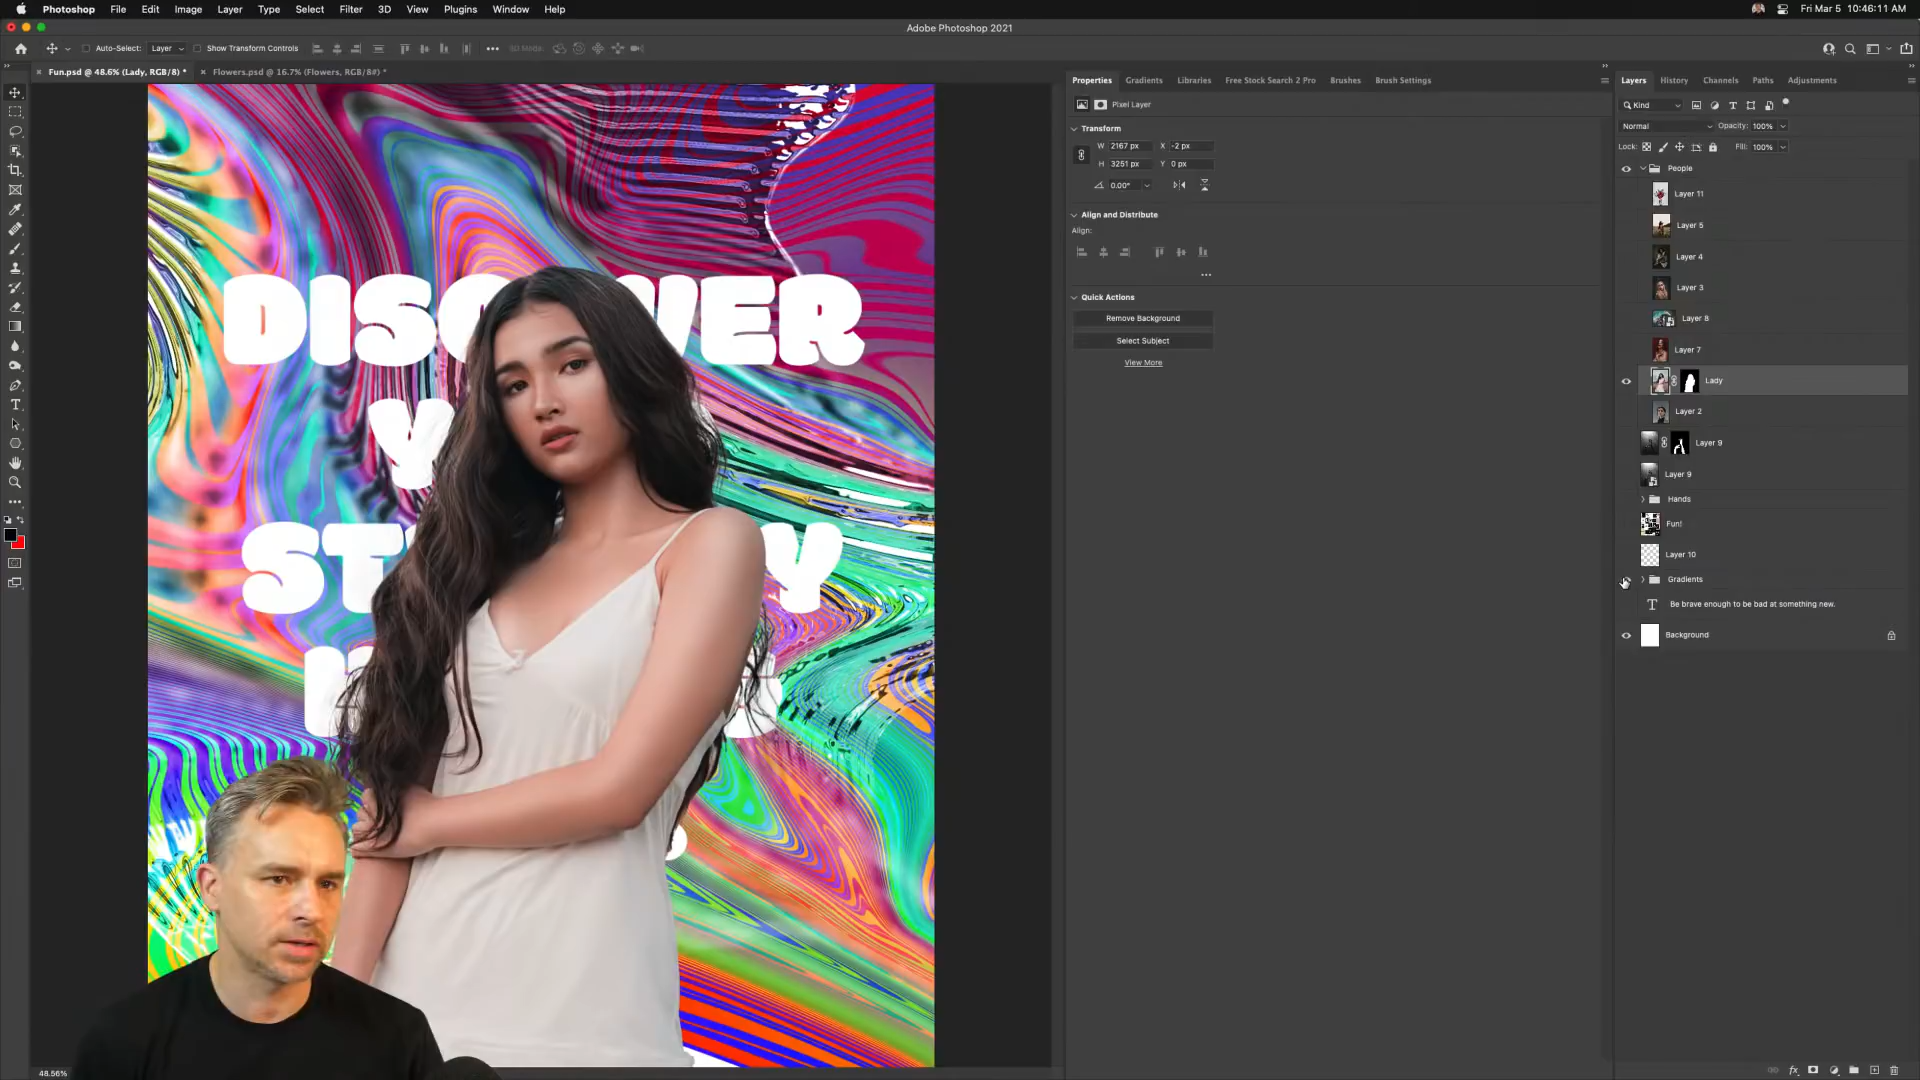 Photoshop File Edit Image Layer Type Select Filter 3D View Plugins Window Help Fri Mar 5 10:46:11 AM
Adobe Photoshop 2021
Auto-Select: Layer Show Transform Controls 3D Mode:
Fun.psd @ 48.6% (Lady, RGB/8) * Flowers.psd @ 16.7% (Flowers, RGB/8#) *
Properties Gradients Libraries Free Stock Search 2 Pro Brushes Brush Settings
Pixel Layer
Transform
W 2167 px X -2 px
H 3251 px Y 0 px
0.00°
Align and Distribute
Align:
Quick Actions
Remove Background
Select Subject
View More
Layers History Channels Paths Adjustments
Kind
Normal Opacity: 100%
Lock: Fill: 100%
People
Layer 11
Layer 5
Layer 4
Layer 3
Layer 8
Layer 7
Lady
Layer 2
Layer 9
Layer 9
Hands
Fun!
Layer 10
Gradients
T Be brave enough to be bad at something new.
Background
DISCOVER
48.56%